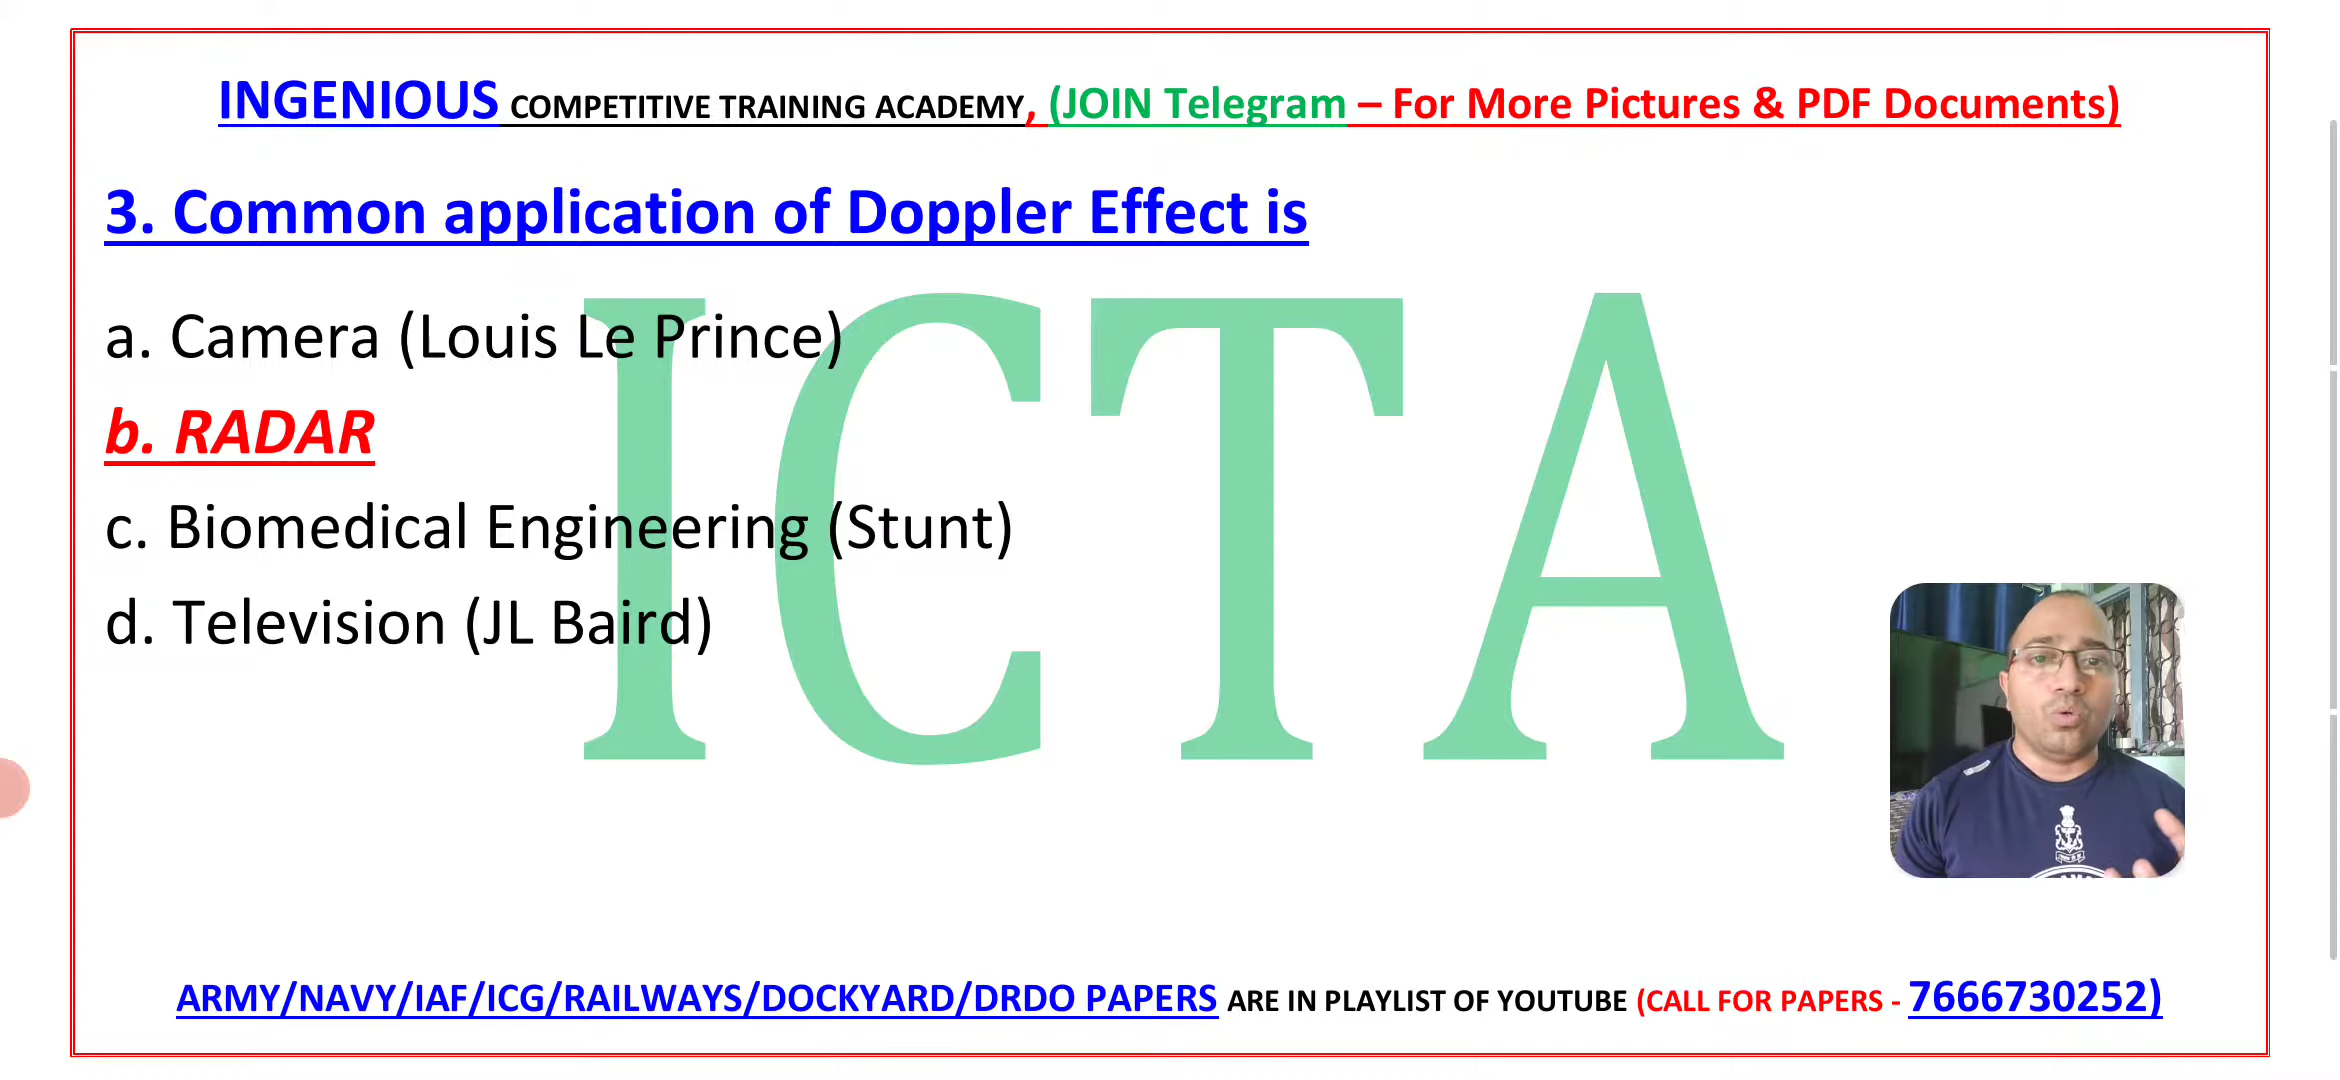 INGENIOUS COMPETITIVE TRAINING ACADEMY, (JOIN Telegram – For More Pictures & PDF Documents)
3. Common application of Doppler Effect is
a. Camera (Louis Le Prince)
b. RADAR
c. Biomedical Engineering (Stunt)
d. Television (JL Baird)
ICTA
ARMY/NAVY/IAF/ICG/RAILWAYS/DOCKYARD/DRDO PAPERS ARE IN PLAYLIST OF YOUTUBE (CALL FOR PAPERS - 7666730252)